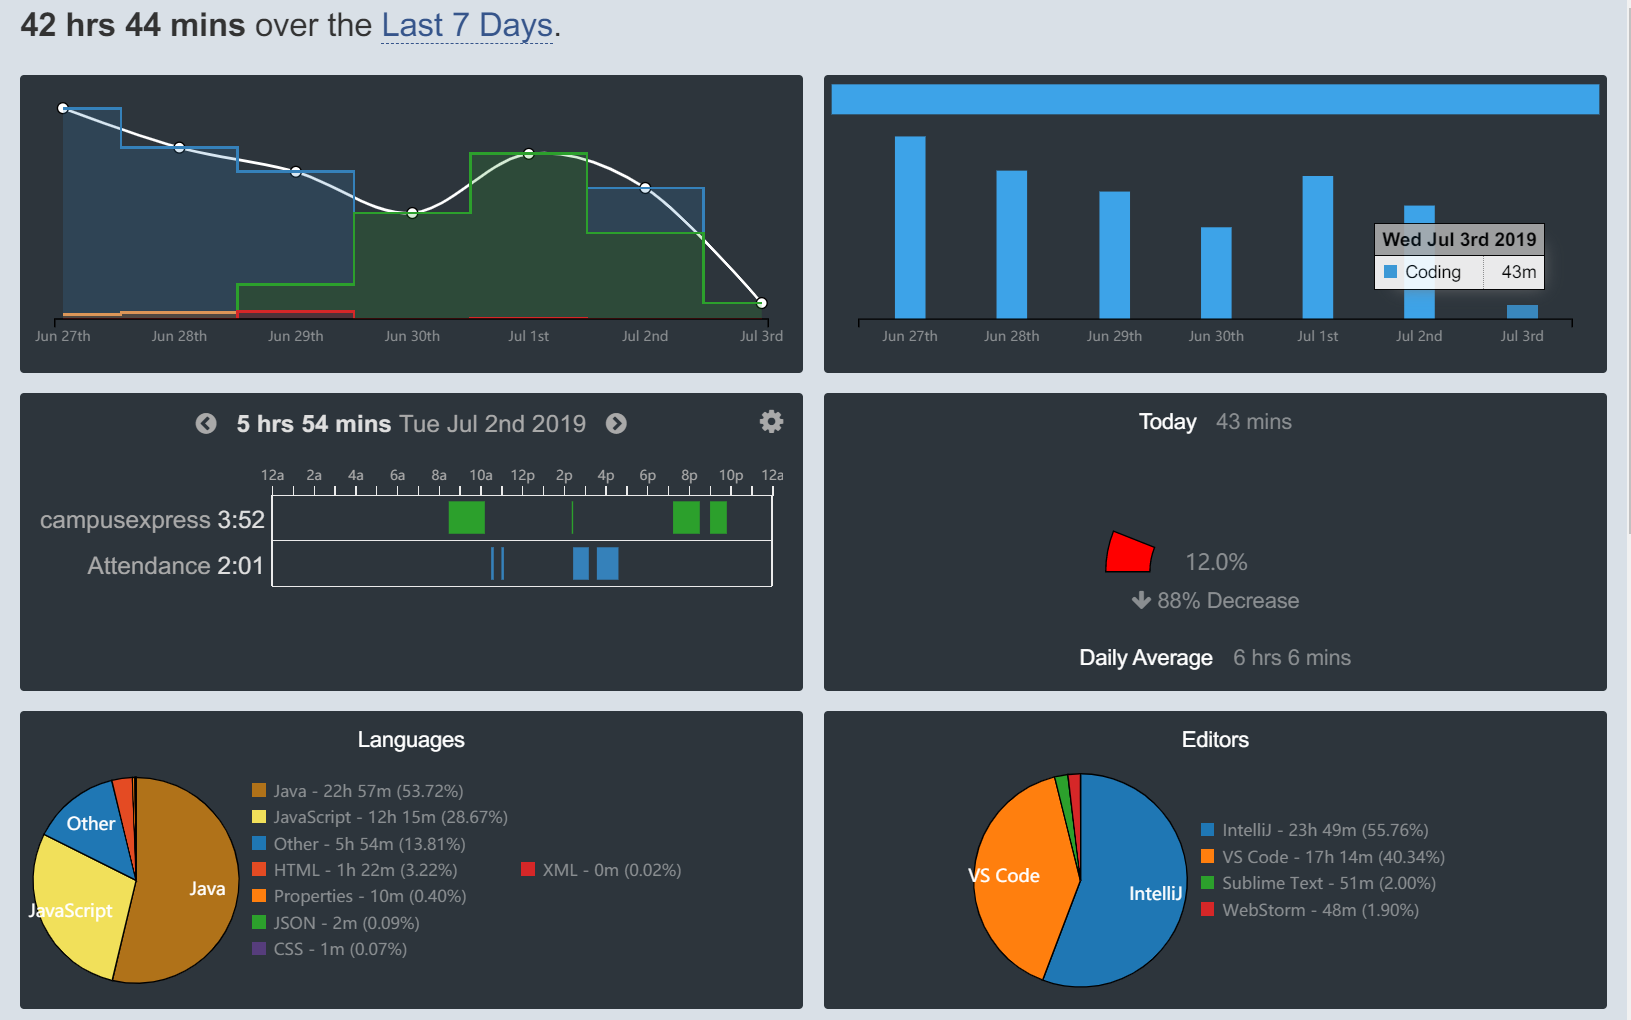 42 hrs 44 mins over the Last 7 Days.
Jun 27th Jun 28th Jun 29th Jun 30th Jul 1st Jul 2nd Jul 3rd
Wed Jul 3rd 2019
Coding 43m
Jun 27th Jun 28th Jun 29th Jun 30th Jul 1st Jul 2nd Jul 3rd
5 hrs 54 mins Tue Jul 2nd 2019
12a 2a 4a 6a 8a 10a 12p 2p 4p 6p 8p 10p 12a
campusexpress 3:52
Attendance 2:01
Today 43 mins
12.0%
88% Decrease
Daily Average 6 hrs 6 mins
Languages
Other
Java
JavaScript
Java - 22h 57m (53.72%)
JavaScript - 12h 15m (28.67%)
Other - 5h 54m (13.81%)
HTML - 1h 22m (3.22%)
Properties - 10m (0.40%)
JSON - 2m (0.09%)
CSS - 1m (0.07%)
XML - 0m (0.02%)
Editors
VS Code
IntelliJ
IntelliJ - 23h 49m (55.76%)
VS Code - 17h 14m (40.34%)
Sublime Text - 51m (2.00%)
WebStorm - 48m (1.90%)